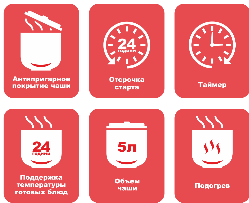 Антипригарное
покрытие чаши
24
часа
Отсрочка
старта
Таймер
24
часа
Поддержка
температуры
готовых блюд
5л
Объем
чаши
Подогрев